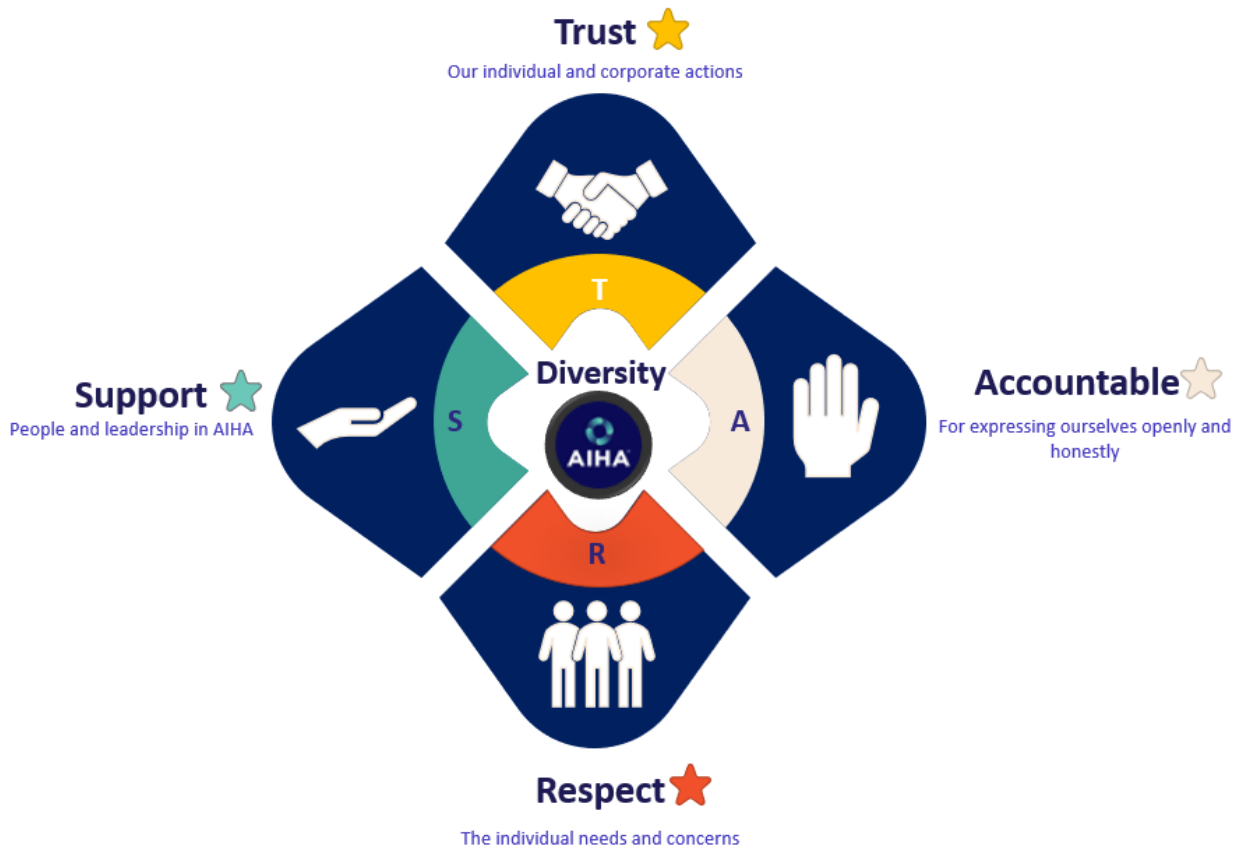 Trust
Our individual and corporate actions
T
Support
People and leadership in AIHA
S
Diversity
AIHA
A
Accountable
For expressing ourselves openly and
honestly
R
Respect
The individual needs and concerns